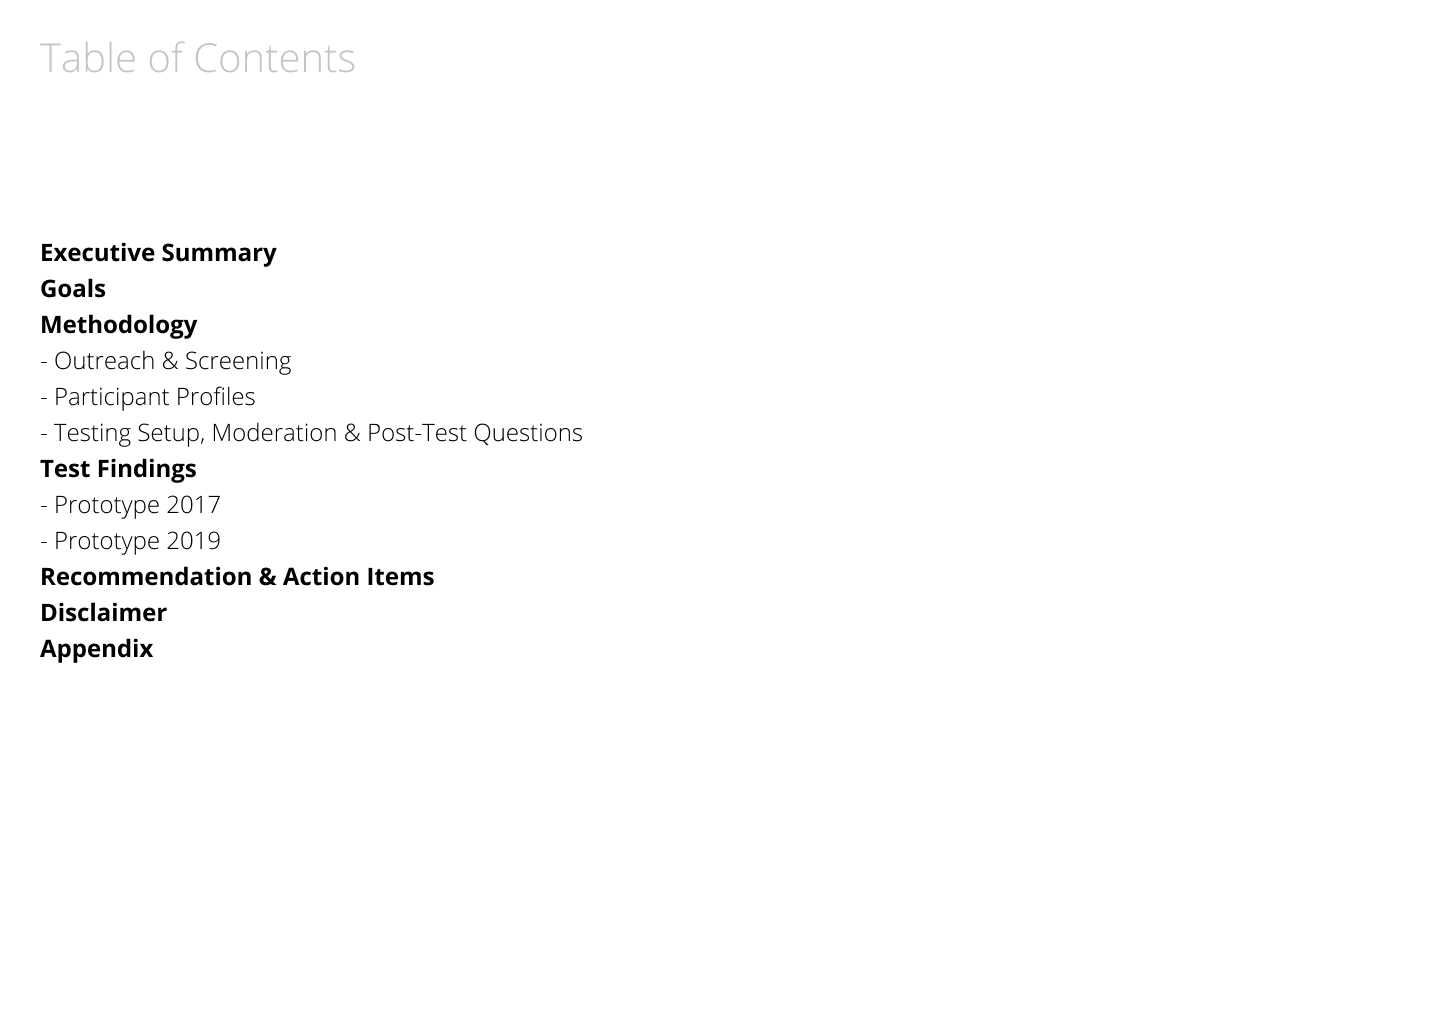 Table of Contents
Executive Summary
Goals
Methodology
- Outreach & Screening
- Participant Profiles
- Testing Setup, Moderation & Post-Test Questions
Test Findings
- Prototype 2017
- Prototype 2019
Recommendation & Action Items
Disclaimer
Appendix